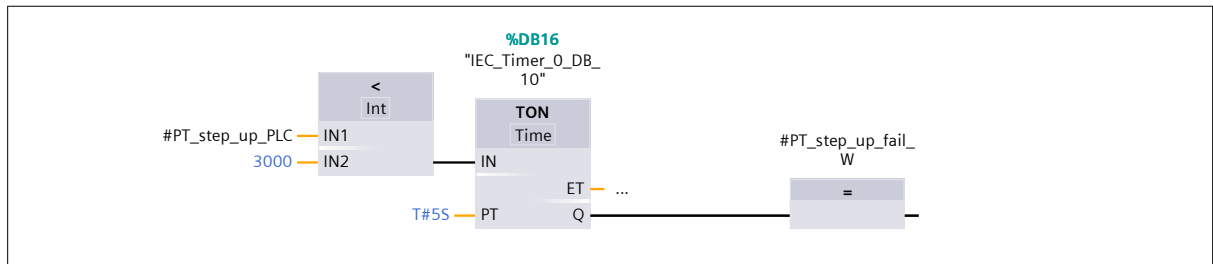 %DB16
"IEC_Timer_0_DB_
10"
<
Int
#PT_step_up_PLC
IN1
3000
IN2
TON
Time
IN
ET
...
T#5S
PT
Q
#PT_step_up_fail_
W
=